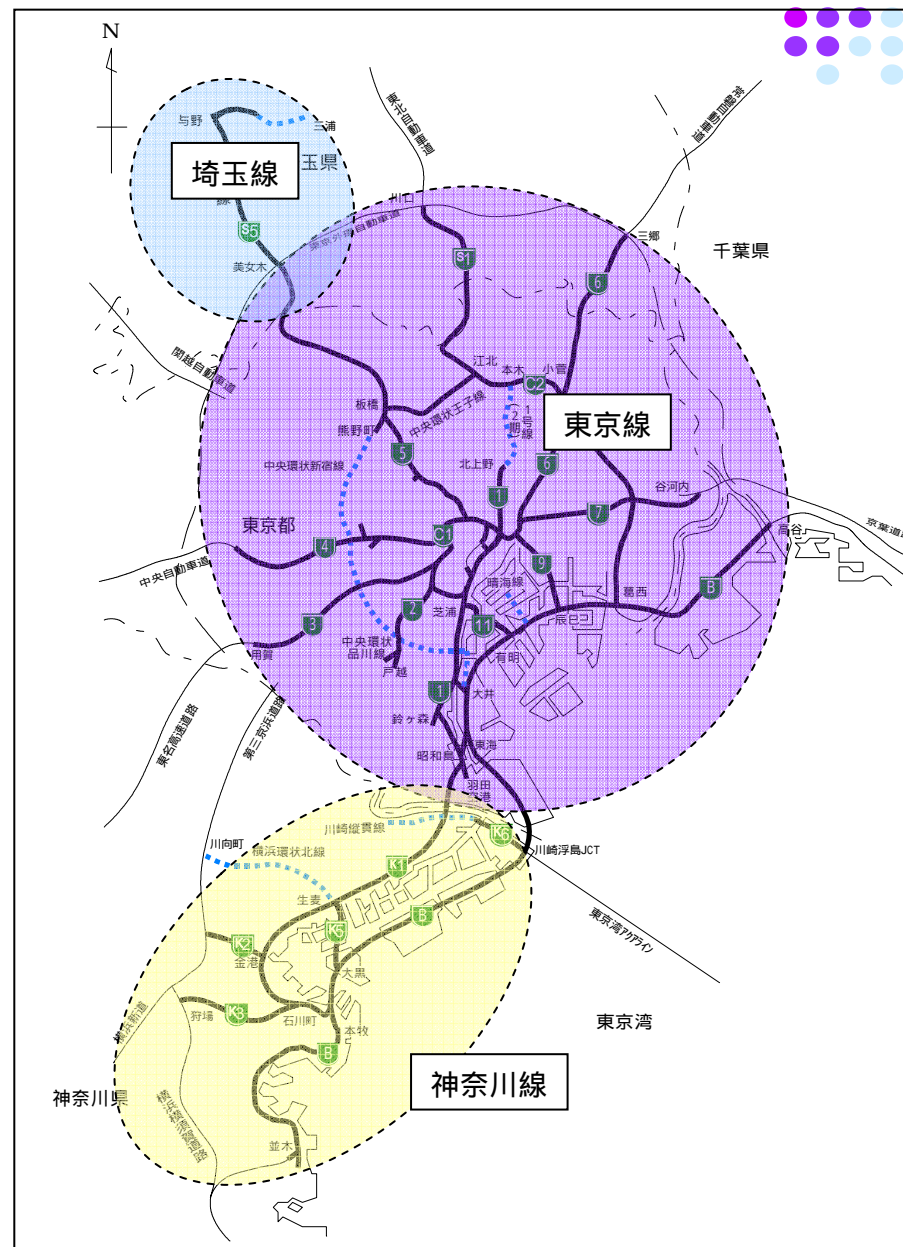 N
東北自動車道
常磐自動車道
与野
三浦
玉県
埼玉線
線
S5
美女木
川口
東京外環自動車道
S1
6
三郷
千葉県
関越自動車道
江北
本木
小菅
C2
板橋
中央環状王子線
熊野町
1号線
(2期)
東京線
中央環状新宿線
5
北上野
6
1
7
谷河内
東京都
C1
4
9
高谷
京葉道
中央自動車道
晴海線
葛西
B
2
芝浦
11
辰巳
3
中央環状
品川線
有明
用賀
戸越
1
大井
鈴ヶ森
東名高速道路
第三京浜道路
昭和島
東海
羽田
空港
川崎縦貫線
K6
川向町
横浜環状北線
K1
川崎浮島JCT
生麦
B
K5
K2
金港
大黒
東京湾アクアライン
狩場
K3
石川町
本牧
東京湾
横浜新道
B
神奈川線
神奈川県
横浜横須賀道路
並木